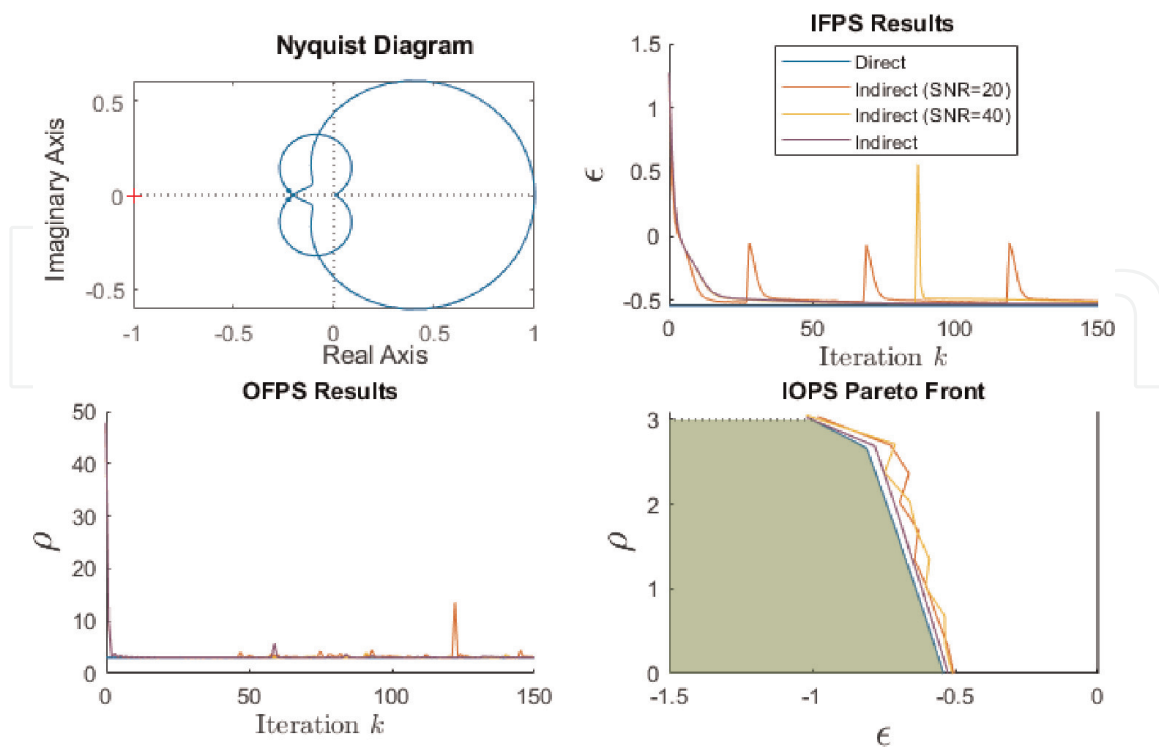 Nyquist Diagram
Imaginary Axis
0.5
0
-0.5
-1
-0.5
0
0.5
1
Real Axis
IFPS Results
ϵ
1.5
1.0
0.5
0
-0.5
0
50
100
150
Iteration k
Direct
Indirect (SNR=20)
Indirect (SNR=40)
Indirect
OFPS Results
ρ
50
40
30
20
10
0
0
50
100
150
Iteration k
IOPS Pareto Front
ρ
3
2
1
0
-1.5
-1
-0.5
0
ϵ